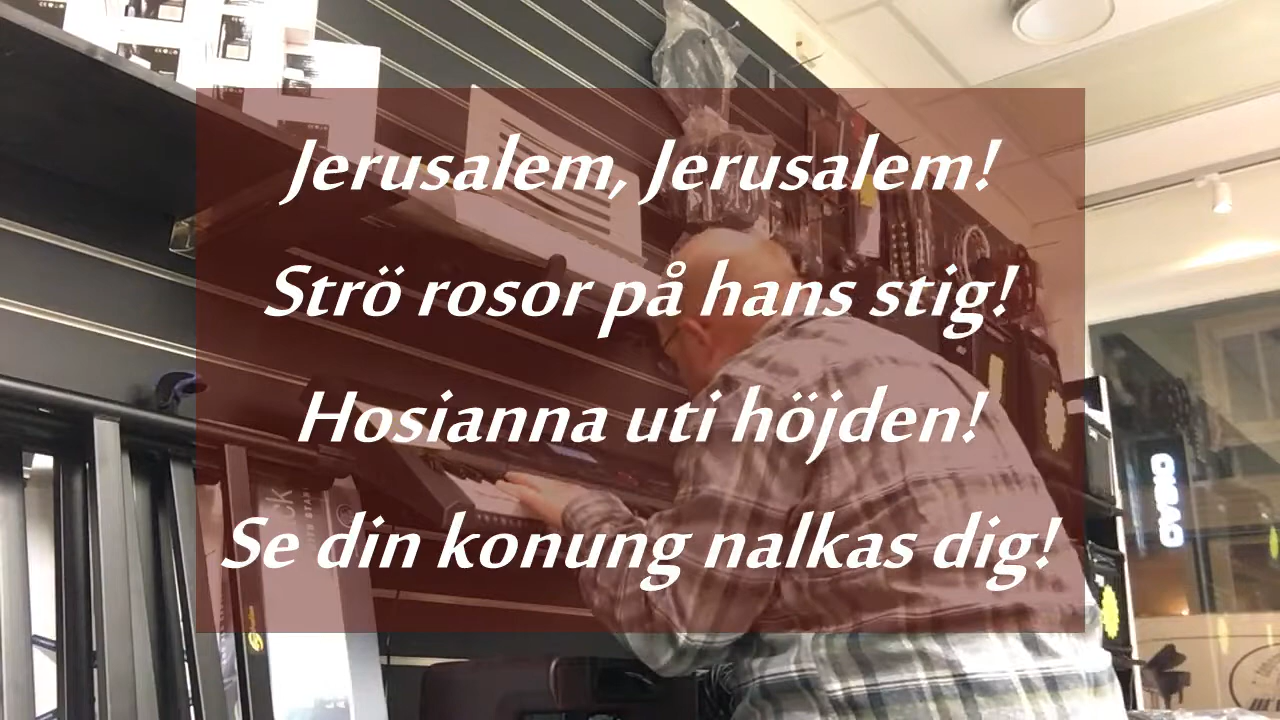 Jerusalem, Jerusalem!
Strö rosor på hans stig!
Hosianna uti höjden!
Se din konung nalkas dig!